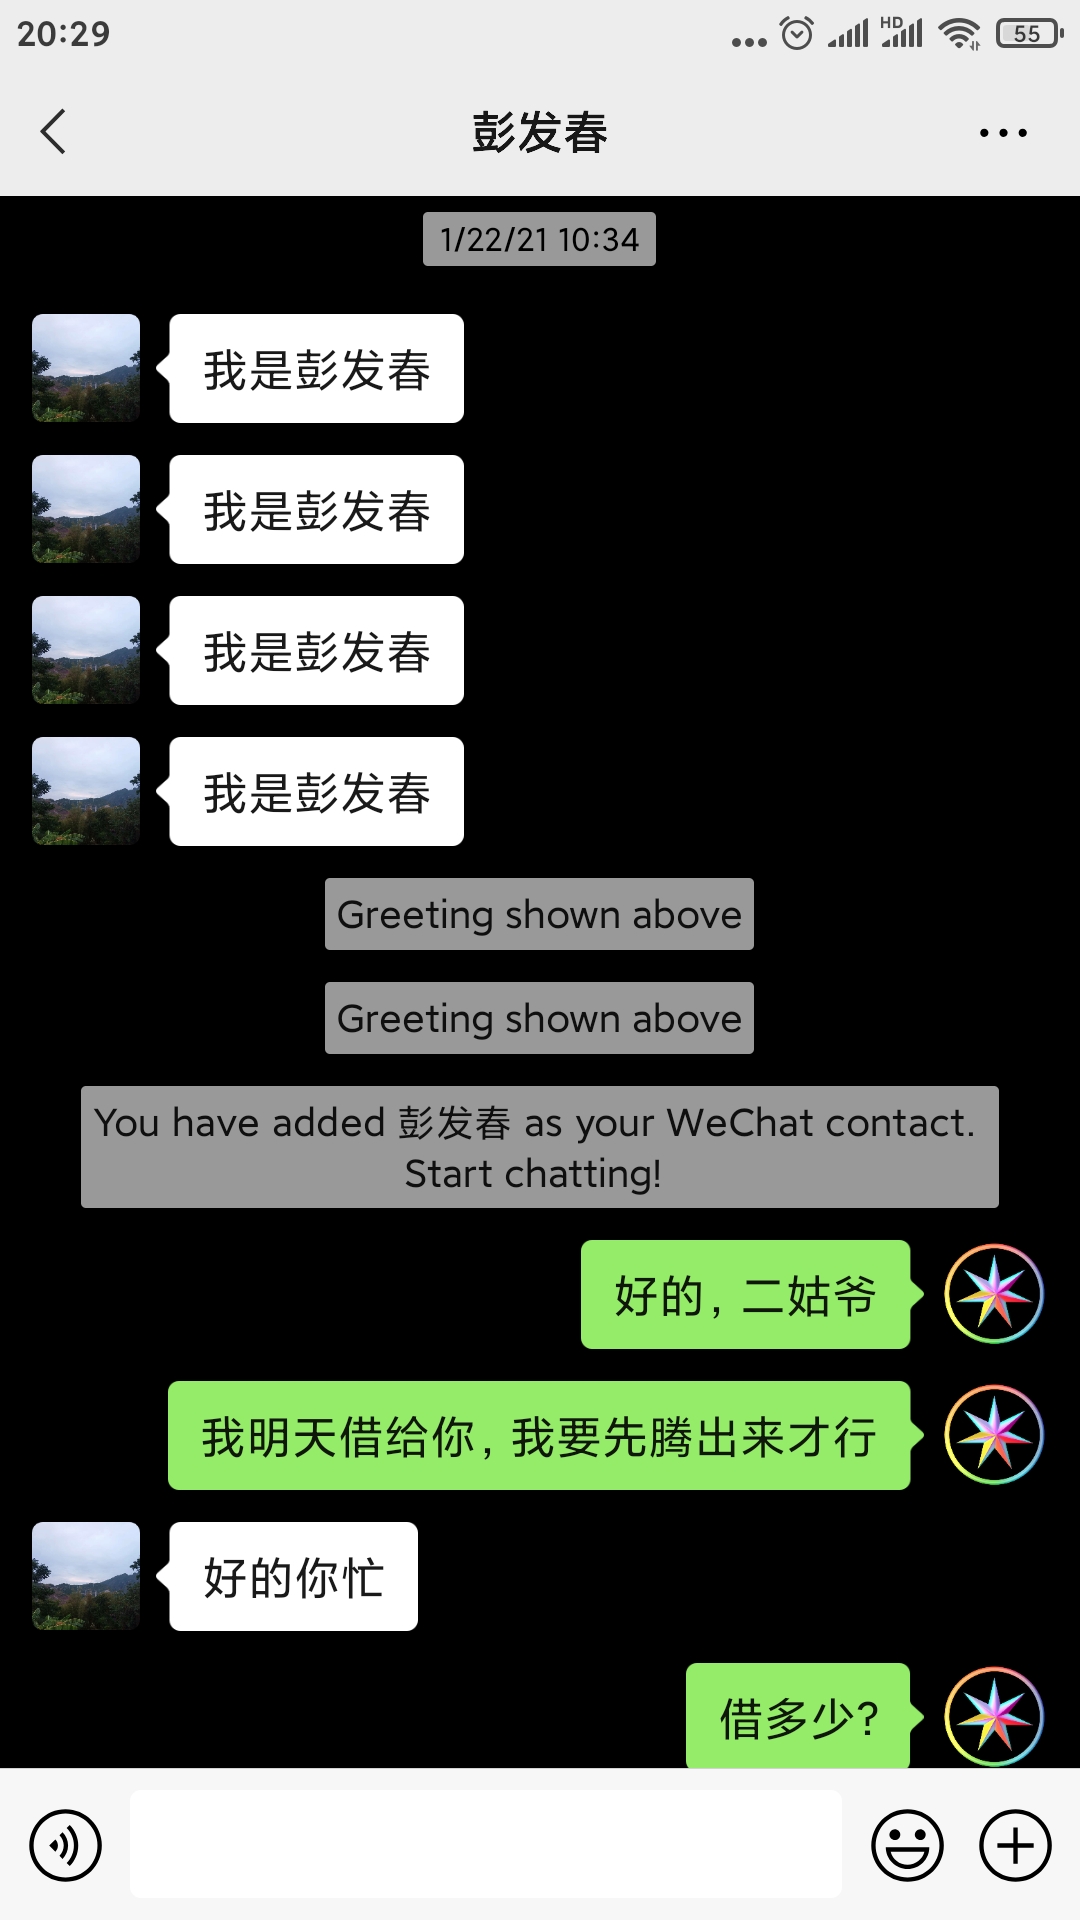 20:29
HD
55
彭发春
1/22/21 10:34
我是彭发春
我是彭发春
我是彭发春
我是彭发春
Greeting shown above
Greeting shown above
You have added 彭发春 as your WeChat contact.
Start chatting!
好的，二姑爷
我明天借给你，我要先腾出来才行
好的你忙
借多少?